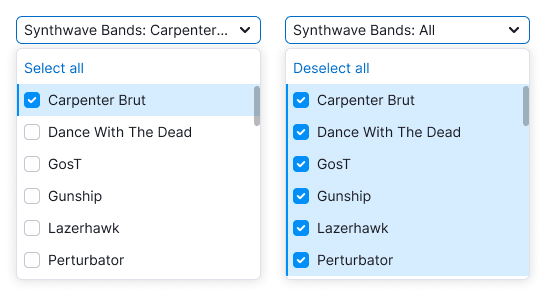 Synthwave Bands: Carpenter...
Select all
Carpenter Brut
Dance With The Dead
GosT
Gunship
Lazerhawk
Perturbator
Synthwave Bands: All
Deselect all
Carpenter Brut
Dance With The Dead
GosT
Gunship
Lazerhawk
Perturbator